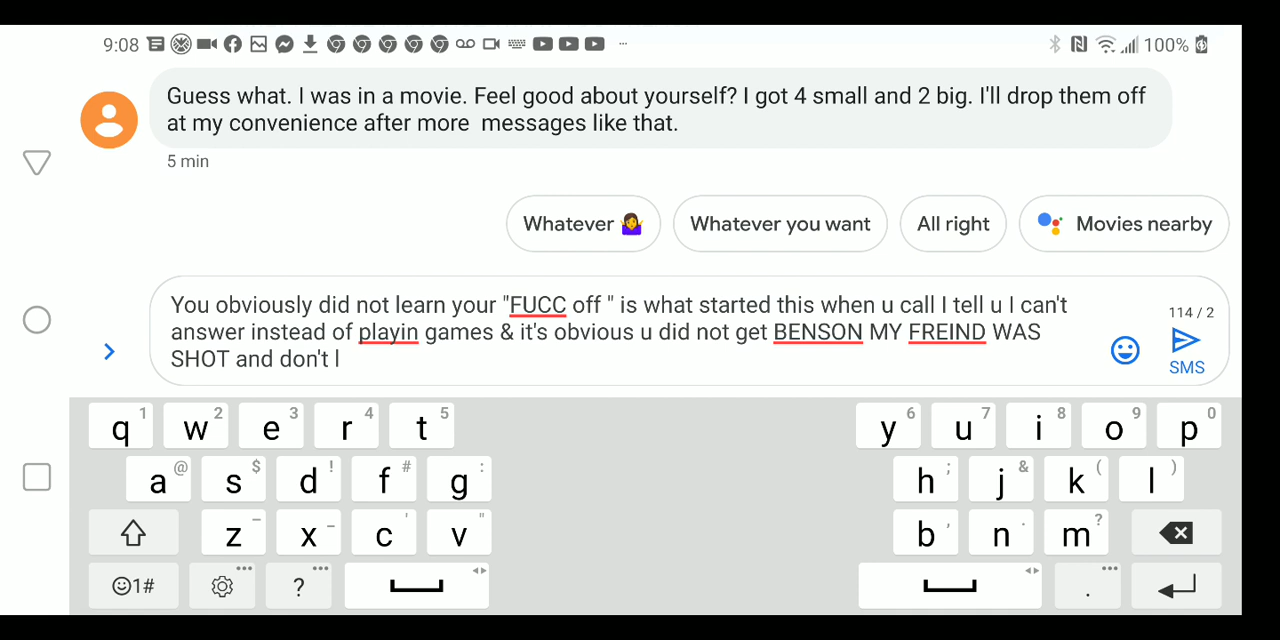 9:08
100%
Guess what. I was in a movie. Feel good about yourself? I got 4 small and 2 big. I'll drop them off
at my convenience after more  messages like that.
5 min
Whatever 🤷‍♀️ Whatever you want All right Movies nearby
You obviously did not learn your "FUCC off " is what started this when u call I tell u I can't
answer instead of playin games & it's obvious u did not get BENSON MY FREIND WAS
SHOT and don't l
114 / 2
SMS
q 1 w 2 e 3 r 4 t 5 y 6 u 7 i 8 o 9 p 0
a @ s $ d ! f # g : h ; j & k ( l )
z – x _ c ' v " b , n . m ?
☺1# ? .